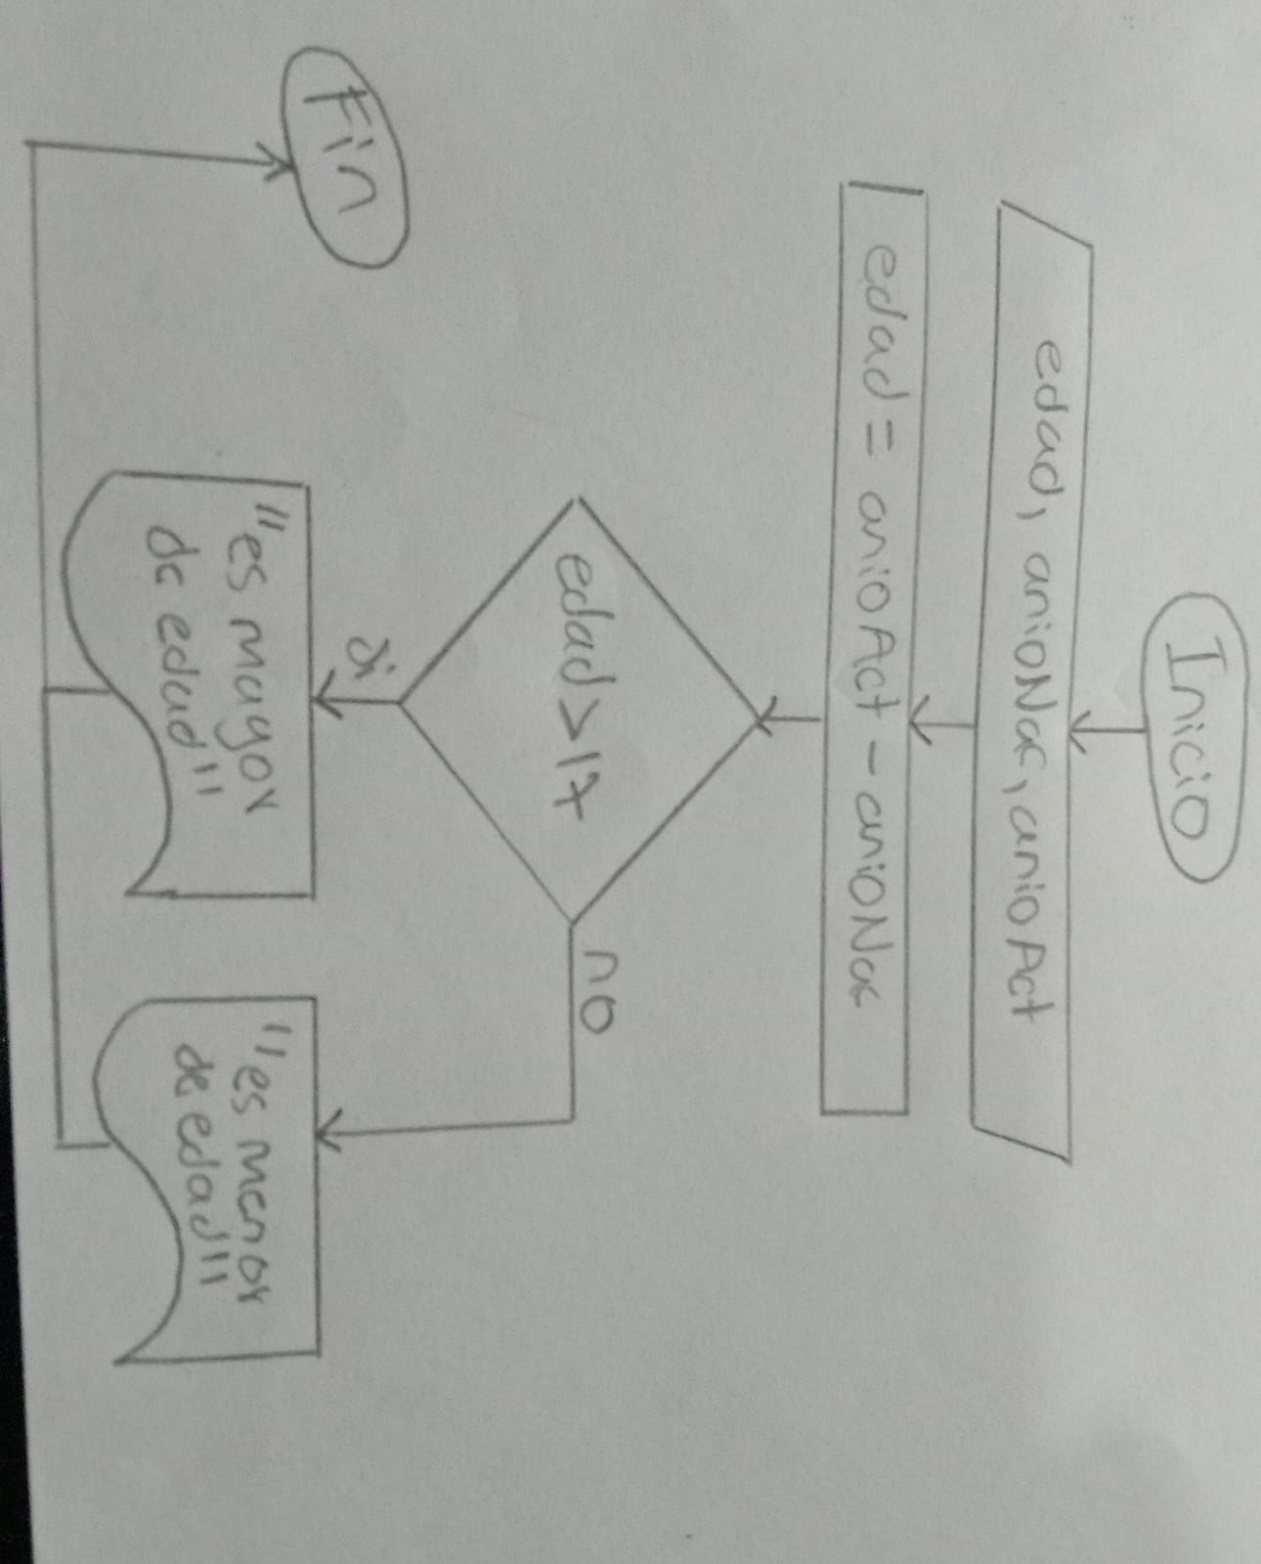 Inicio
edad, anioNac, anioAct
edad = anioAct - anioNac
edad > 17
si
no
"es mayor
de edad"
"es menor
de edad"
Fin